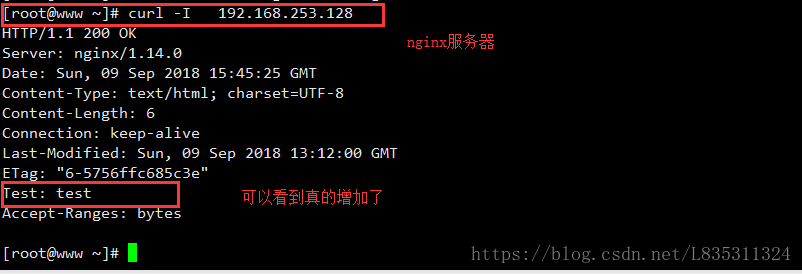 [root@www ~]# curl -I   192.168.253.128
HTTP/1.1 200 OK
nginx服务器
Server: nginx/1.14.0
Date: Sun, 09 Sep 2018 15:45:25 GMT
Content-Type: text/html; charset=UTF-8
Content-Length: 6
Connection: keep-alive
Last-Modified: Sun, 09 Sep 2018 13:12:00 GMT
ETag: "6-5756ffc685c3e"
Test: test
可以看到真的增加了
Accept-Ranges: bytes
[root@www ~]#
https://blog.csdn.net/L835311324